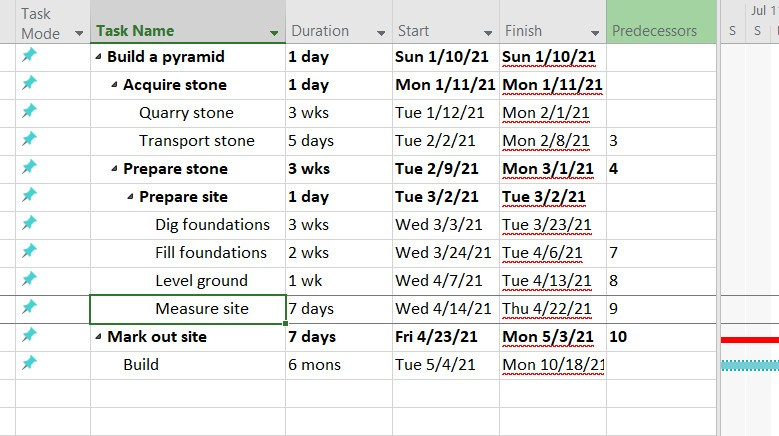 Jul 1
Task Mode Task Name Duration Start Finish Predecessors S S
Build a pyramid 1 day Sun 1/10/21 Sun 1/10/21
Acquire stone 1 day Mon 1/11/21 Mon 1/11/21
Quarry stone 3 wks Tue 1/12/21 Mon 2/1/21
Transport stone 5 days Tue 2/2/21 Mon 2/8/21 3
Prepare stone 3 wks Tue 2/9/21 Mon 3/1/21 4
Prepare site 1 day Tue 3/2/21 Tue 3/2/21
Dig foundations 3 wks Wed 3/3/21 Tue 3/23/21
Fill foundations 2 wks Wed 3/24/21 Tue 4/6/21 7
Level ground 1 wk Wed 4/7/21 Tue 4/13/21 8
Measure site 7 days Wed 4/14/21 Thu 4/22/21 9
Mark out site 7 days Fri 4/23/21 Mon 5/3/21 10
Build 6 mons Tue 5/4/21 Mon 10/18/21